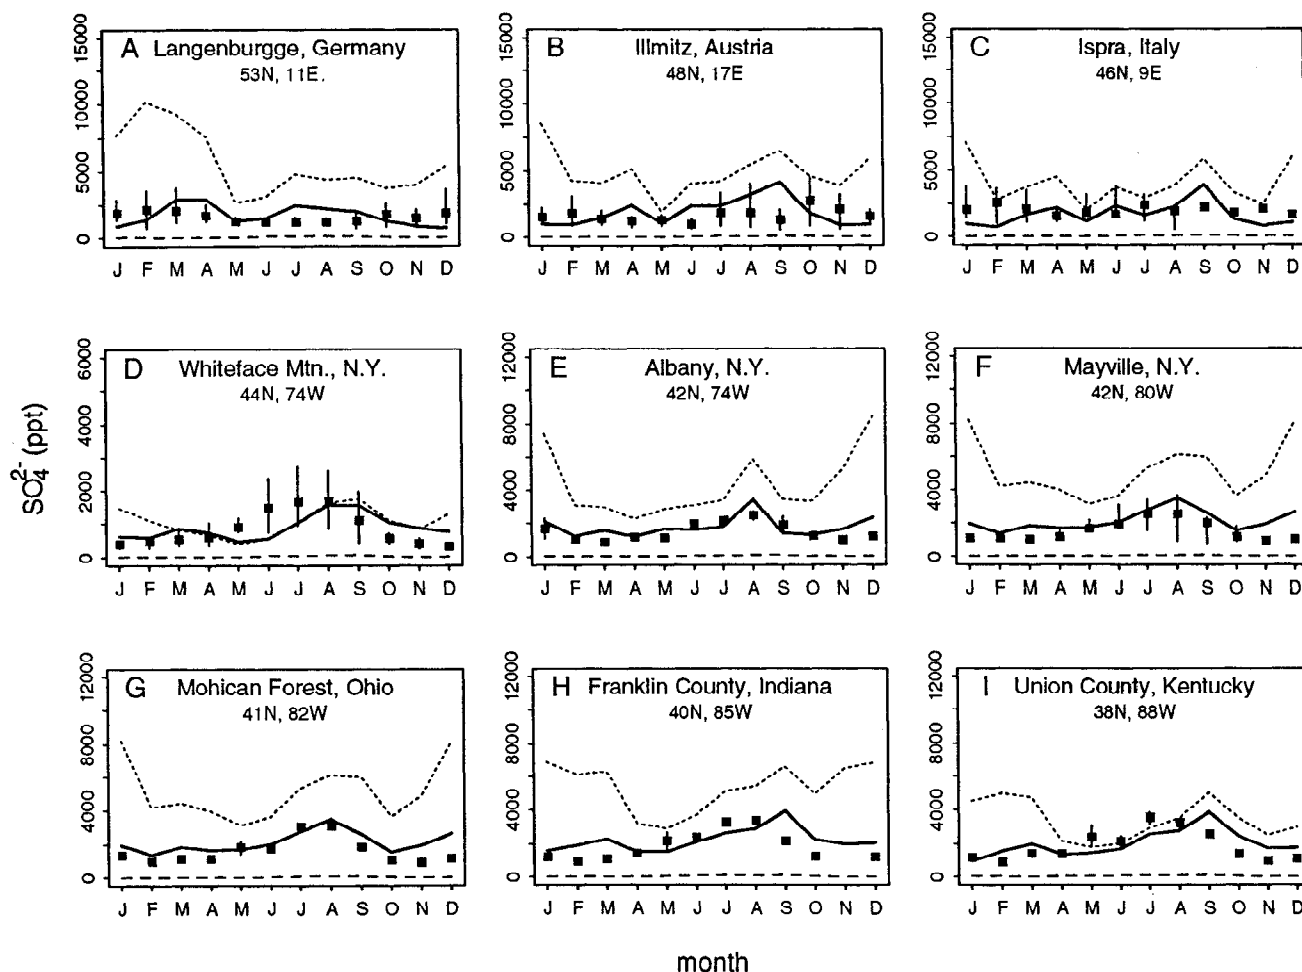 A Langenburgge, Germany
53N, 11E.
0 5000 10000 15000
J F M A M J J A S O N D
B Illmitz, Austria
48N, 17E
0 5000 10000 15000
J F M A M J J A S O N D
C Ispra, Italy
46N, 9E
0 5000 10000 15000
J F M A M J J A S O N D
SO₄²⁻ (ppt)
D Whiteface Mtn., N.Y.
44N, 74W
0 2000 4000 6000
J F M A M J J A S O N D
E Albany, N.Y.
42N, 74W
0 4000 8000 12000
J F M A M J J A S O N D
F Mayville, N.Y.
42N, 80W
0 4000 8000 12000
J F M A M J J A S O N D
G Mohican Forest, Ohio
41N, 82W
0 4000 8000 12000
J F M A M J J A S O N D
H Franklin County, Indiana
40N, 85W
0 4000 8000 12000
J F M A M J J A S O N D
I Union County, Kentucky
38N, 88W
0 4000 8000 12000
J F M A M J J A S O N D
month